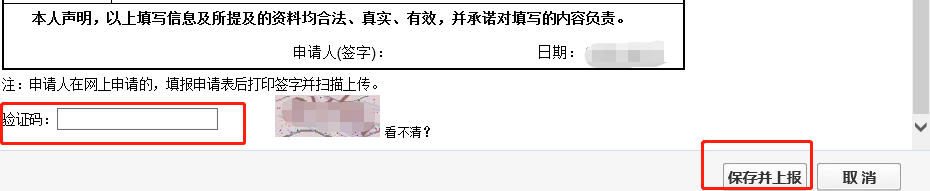 本人声明，以上填写信息及所提及的资料均合法、真实、有效，并承诺对填写的内容负责。
申请人(签字)： 日期：
注：申请人在网上申请的，填报申请表后打印签字并扫描上传。
验证码： 看不清？
保存并上报 取 消